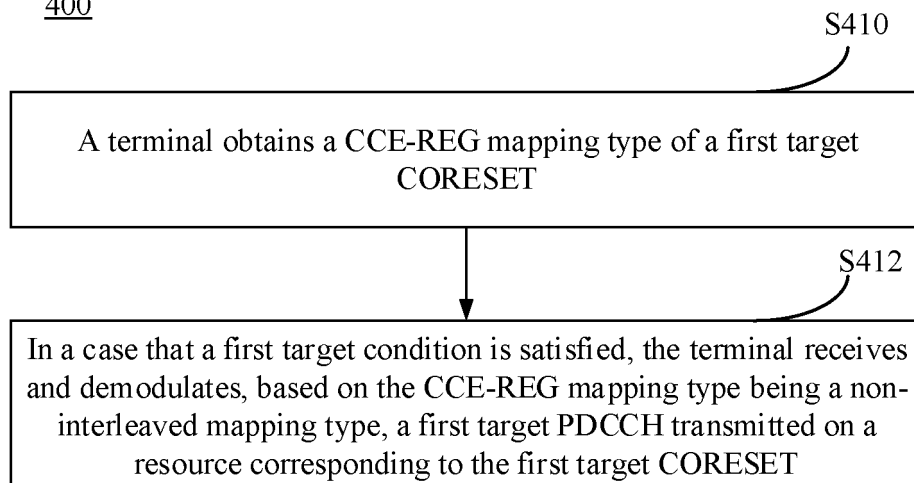 400
S410
A terminal obtains a CCE-REG mapping type of a first target
CORESET
S412
In a case that a first target condition is satisfied, the terminal receives
and demodulates, based on the CCE-REG mapping type being a non-
interleaved mapping type, a first target PDCCH transmitted on a
resource corresponding to the first target CORESET